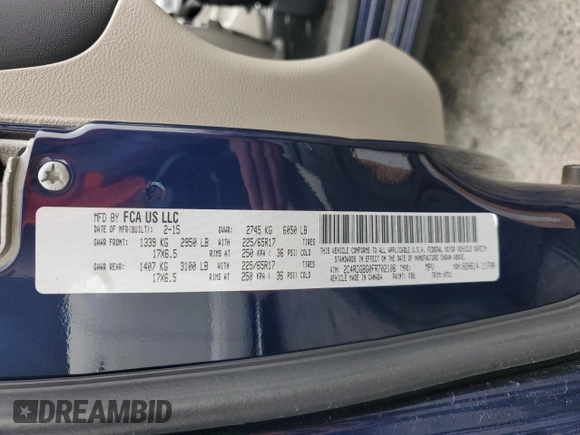 MFD BY FCA US LLC
DATE OF MFR(BUILT): 2-15 GVWR: 2745 KG 6050 LB
GAWR FRONT: 1339 KG 2950 LB WITH 225/65R17 TIRES
17X6.5 RIMS AT 250 KPA ( 36 PSI) COLD
GAWR REAR: 1407 KG 3100 LB WITH 225/65R17 TIRES
17X6.5 RIMS AT 250 KPA ( 36 PSI) COLD
THIS VEHICLE CONFORMS TO ALL APPLICABLE U.S.A. FEDERAL MOTOR VEHICLE SAFETY
STANDARDS IN EFFECT ON THE DATE OF MANUFACTURE SHOWN ABOVE.
VIN: TYPE: MPV
VEHICLE MADE IN CANADA PAINT: TRIM:
DREAMBID